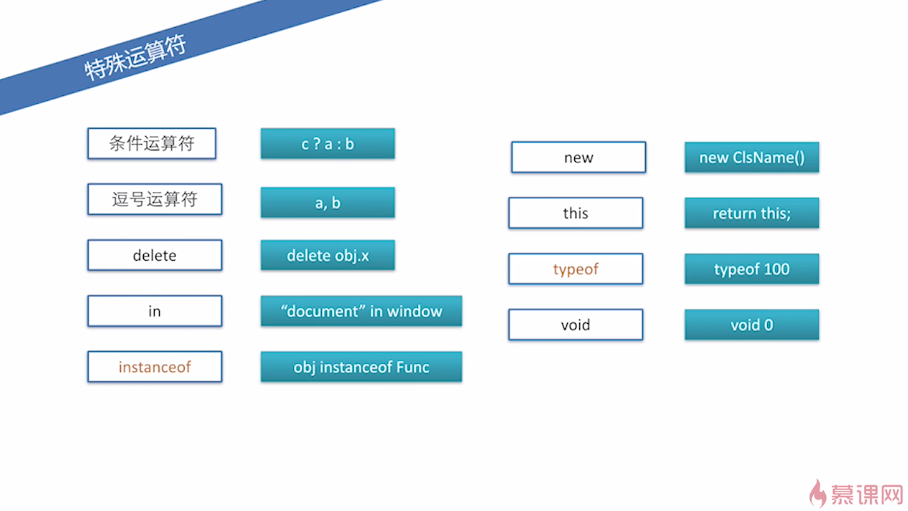 特殊运算符
条件运算符
c ? a : b
逗号运算符
a, b
delete
delete obj.x
in
“document” in window
instanceof
obj instanceof Func
new
new ClsName()
this
return this;
typeof
typeof 100
void
void 0
慕课网